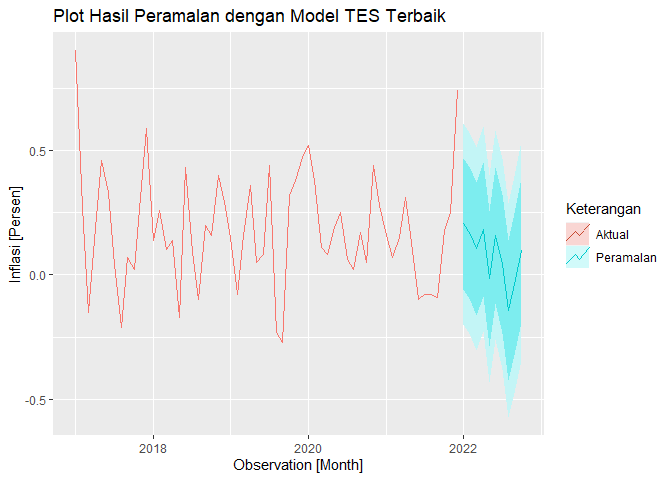 Plot Hasil Peramalan dengan Model TES Terbaik
Inflasi [Persen]
0.5
0.0
-0.5
2018
2020
2022
Observation [Month]
Keterangan
Aktual
Peramalan